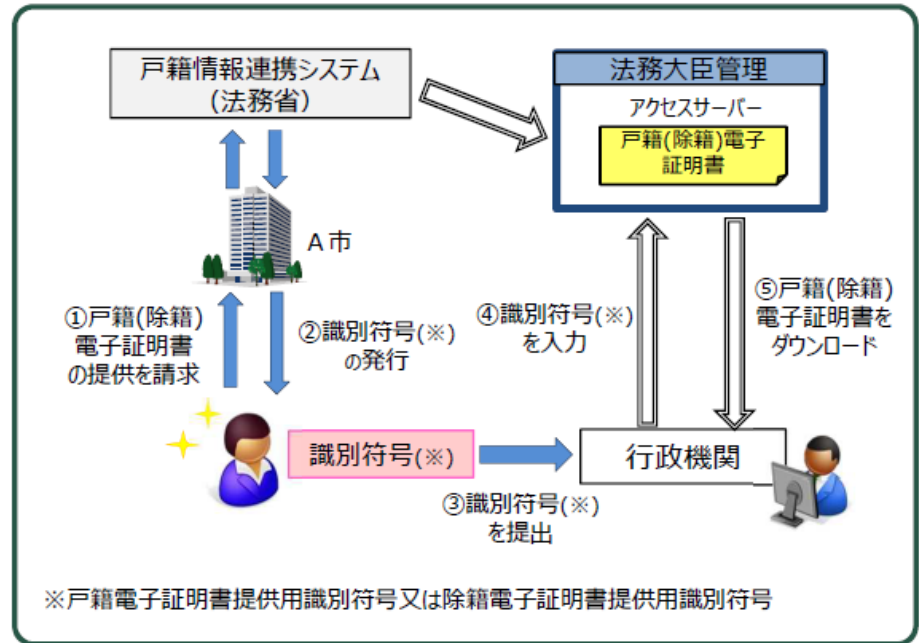 戸籍情報連携システム
(法務省)
法務大臣管理
アクセスサーバー
戸籍(除籍)電子
証明書
A市
①戸籍(除籍)
電子証明書
の提供を請求
②識別符号(※)
の発行
④識別符号(※)
を入力
⑤戸籍(除籍)
電子証明書を
ダウンロード
識別符号(※)
行政機関
③識別符号(※)
を提出
※戸籍電子証明書提供用識別符号又は除籍電子証明書提供用識別符号